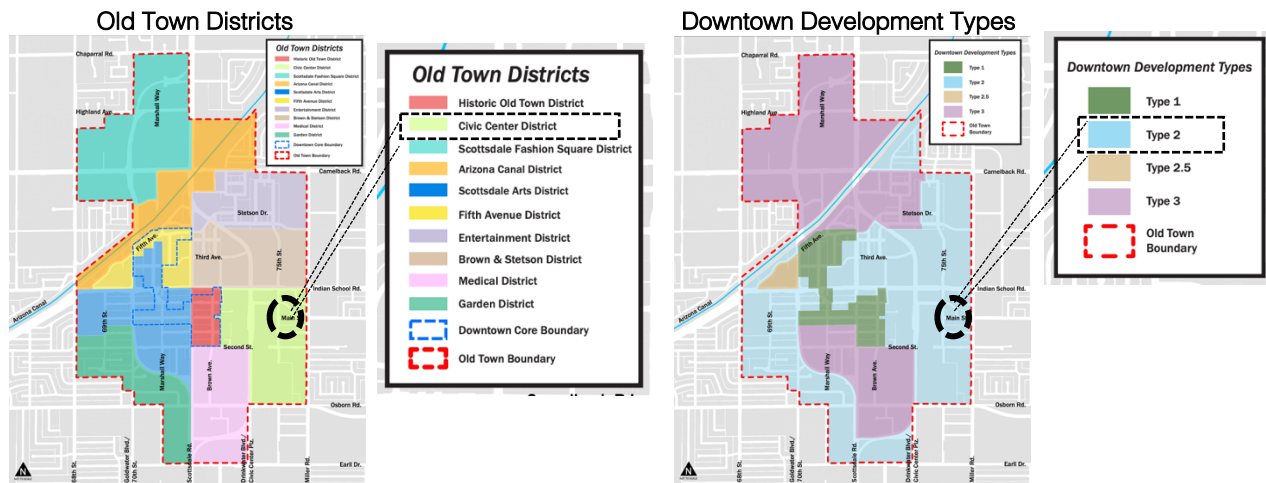 Old Town Districts
Downtown Development Types
Chaparral Rd.
Highland Ave.
Marshall Way
Camelback Rd.
Stetson Dr.
Fifth Ave.
Third Ave.
75th St.
Indian School Rd.
Arizona Canal
69th St.
Main S
Second St.
Marshall Way
Brown Ave.
Osborn Rd.
68th St.
Goldwater Blvd./
70th St.
Scottsdale Rd.
Drinkwater Blvd./
Civic Center Plz.
Miller Rd.
Earll Dr.
N
NOT TO SCALE
Old Town Districts
Historic Old Town District
Civic Center District
Scottsdale Fashion Square District
Arizona Canal District
Scottsdale Arts District
Fifth Avenue District
Entertainment District
Brown & Stetson District
Medical District
Garden District
Downtown Core Boundary
Old Town Boundary
Old Town Districts
Historic Old Town District
Civic Center District
Scottsdale Fashion Square District
Arizona Canal District
Scottsdale Arts District
Fifth Avenue District
Entertainment District
Brown & Stetson District
Medical District
Garden District
Downtown Core Boundary
Old Town Boundary
Chaparral Rd.
Highland Ave.
Marshall Way
Camelback Rd.
Stetson Dr.
Fifth Ave.
Third Ave.
75th St.
Indian School Rd.
Arizona Canal
69th St.
Main S
Second St.
Marshall Way
Brown Ave.
Osborn Rd.
68th St.
Goldwater Blvd./
70th St.
Scottsdale Rd.
Drinkwater Blvd./
Civic Center Plz.
Miller Rd.
Earll Dr.
N
NOT TO SCALE
Downtown Development Types
Type 1
Type 2
Type 2.5
Type 3
Old Town
Boundary
Downtown Development Types
Type 1
Type 2
Type 2.5
Type 3
Old Town
Boundary